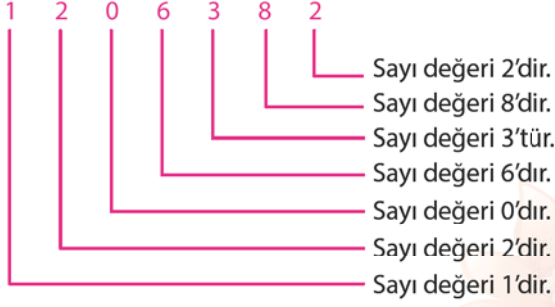 1 2 0 6 3 8 2
Sayı değeri 2’dir.
Sayı değeri 8’dir.
Sayı değeri 3’tür.
Sayı değeri 6’dır.
Sayı değeri 0’dır.
Sayı değeri 2’dir.
Sayı değeri 1’dir.